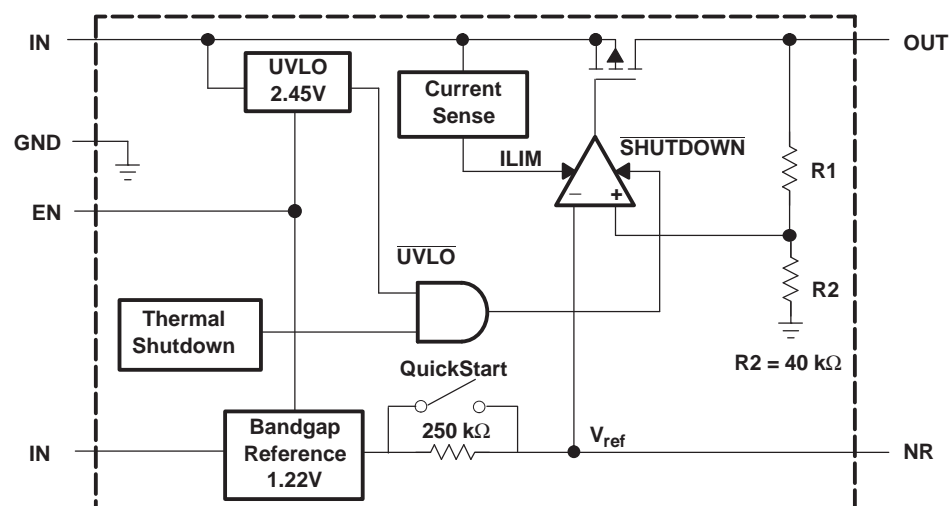 IN
OUT
UVLO
2.45V
Current
Sense
GND
SHUTDOWN
ILIM
R1
− +
EN
UVLO
R2
Thermal
Shutdown
R2 = 40 kΩ
QuickStart
Bandgap
Reference
1.22V
250 kΩ
Vref
IN
NR